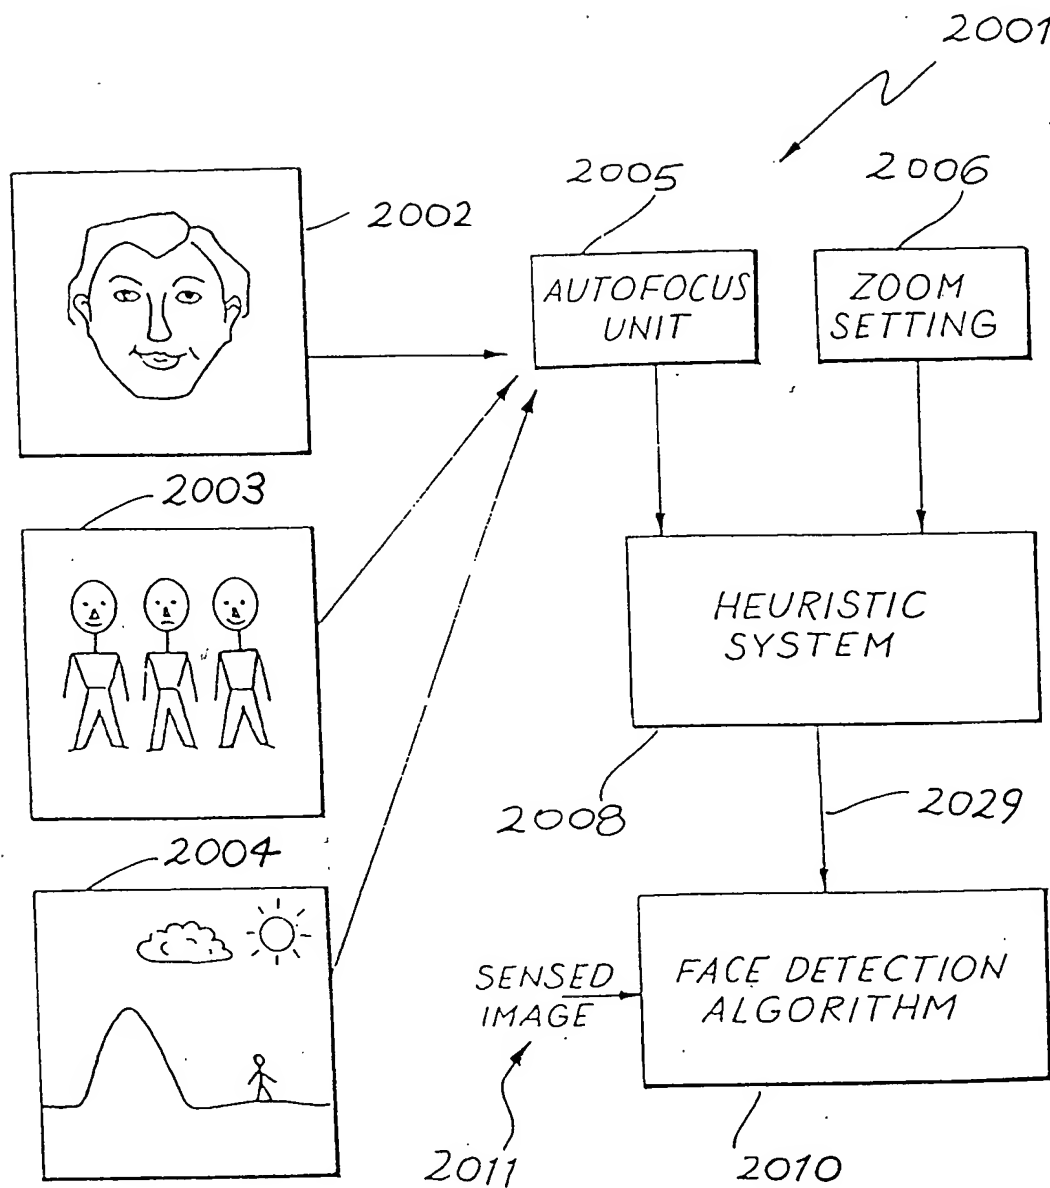 2001
2005
2006
2002
AUTOFOCUS
UNIT
ZOOM
SETTING
2003
HEURISTIC
SYSTEM
2008
2029
2004
SENSED
IMAGE
FACE DETECTION
ALGORITHM
2011
2010